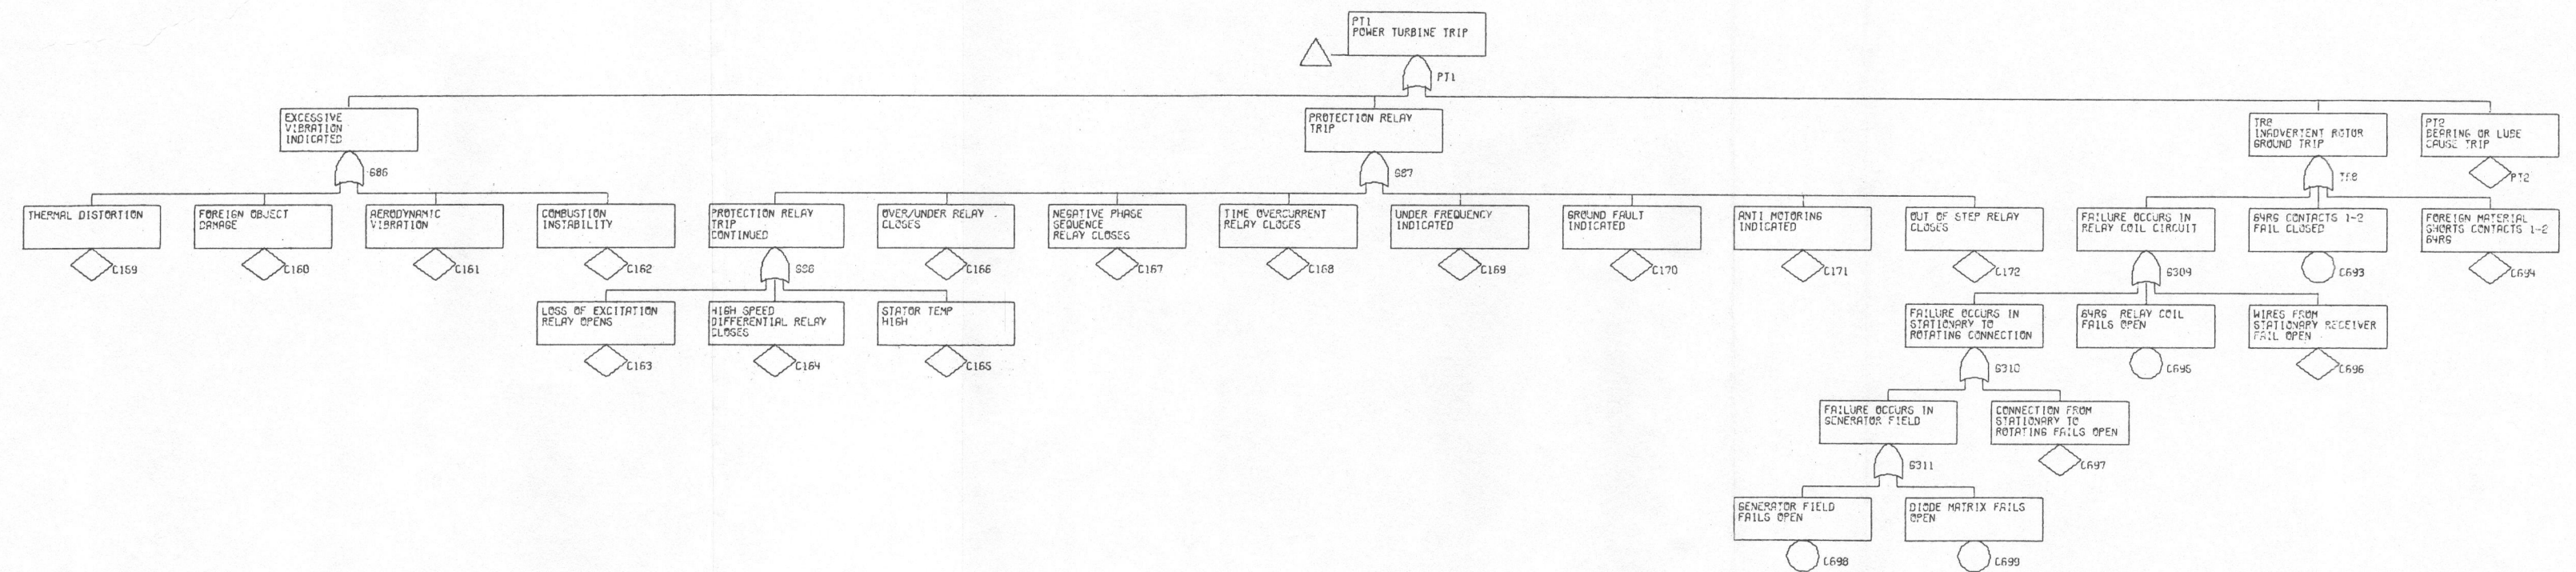 PT1
POWER TURBINE TRIP
PT1
EXCESSIVE
VIBRATION
INDICATED
G86
PROTECTION RELAY
TRIP
G87
TR8
INADVERTENT ROTOR
GROUND TRIP
TR8
PT2
BEARING OR LUBE
CAUSE TRIP
PT2
THERMAL DISTORTION
C159
FOREIGN OBJECT
DAMAGE
C160
AERODYNAMIC
VIBRATION
C161
COMBUSTION
INSTABILITY
C162
PROTECTION RELAY
TRIP
CONTINUED
G88
OVER/UNDER RELAY
CLOSES
C166
NEGATIVE PHASE
SEQUENCE
RELAY CLOSES
C167
TIME OVERCURRENT
RELAY CLOSES
C168
UNDER FREQUENCY
INDICATED
C169
GROUND FAULT
INDICATED
C170
ANTI MOTORING
INDICATED
C171
OUT OF STEP RELAY
CLOSES
C172
FAILURE OCCURS IN
RELAY COIL CIRCUIT
G309
64RG CONTACTS 1-2
FAIL CLOSED
C693
FOREIGN MATERIAL
SHORTS CONTACTS 1-2
64RG
C694
LOSS OF EXCITATION
RELAY OPENS
C163
HIGH SPEED
DIFFERENTIAL RELAY
CLOSES
C164
STATOR TEMP
HIGH
C165
FAILURE OCCURS IN
STATIONARY TO
ROTATING CONNECTION
G310
64RG RELAY COIL
FAILS OPEN
C695
WIRES FROM
STATIONARY RECEIVER
FAIL OPEN
C696
FAILURE OCCURS IN
GENERATOR FIELD
G311
CONNECTION FROM
STATIONARY TO
ROTATING FAILS OPEN
C697
GENERATOR FIELD
FAILS OPEN
C698
DIODE MATRIX FAILS
OPEN
C699